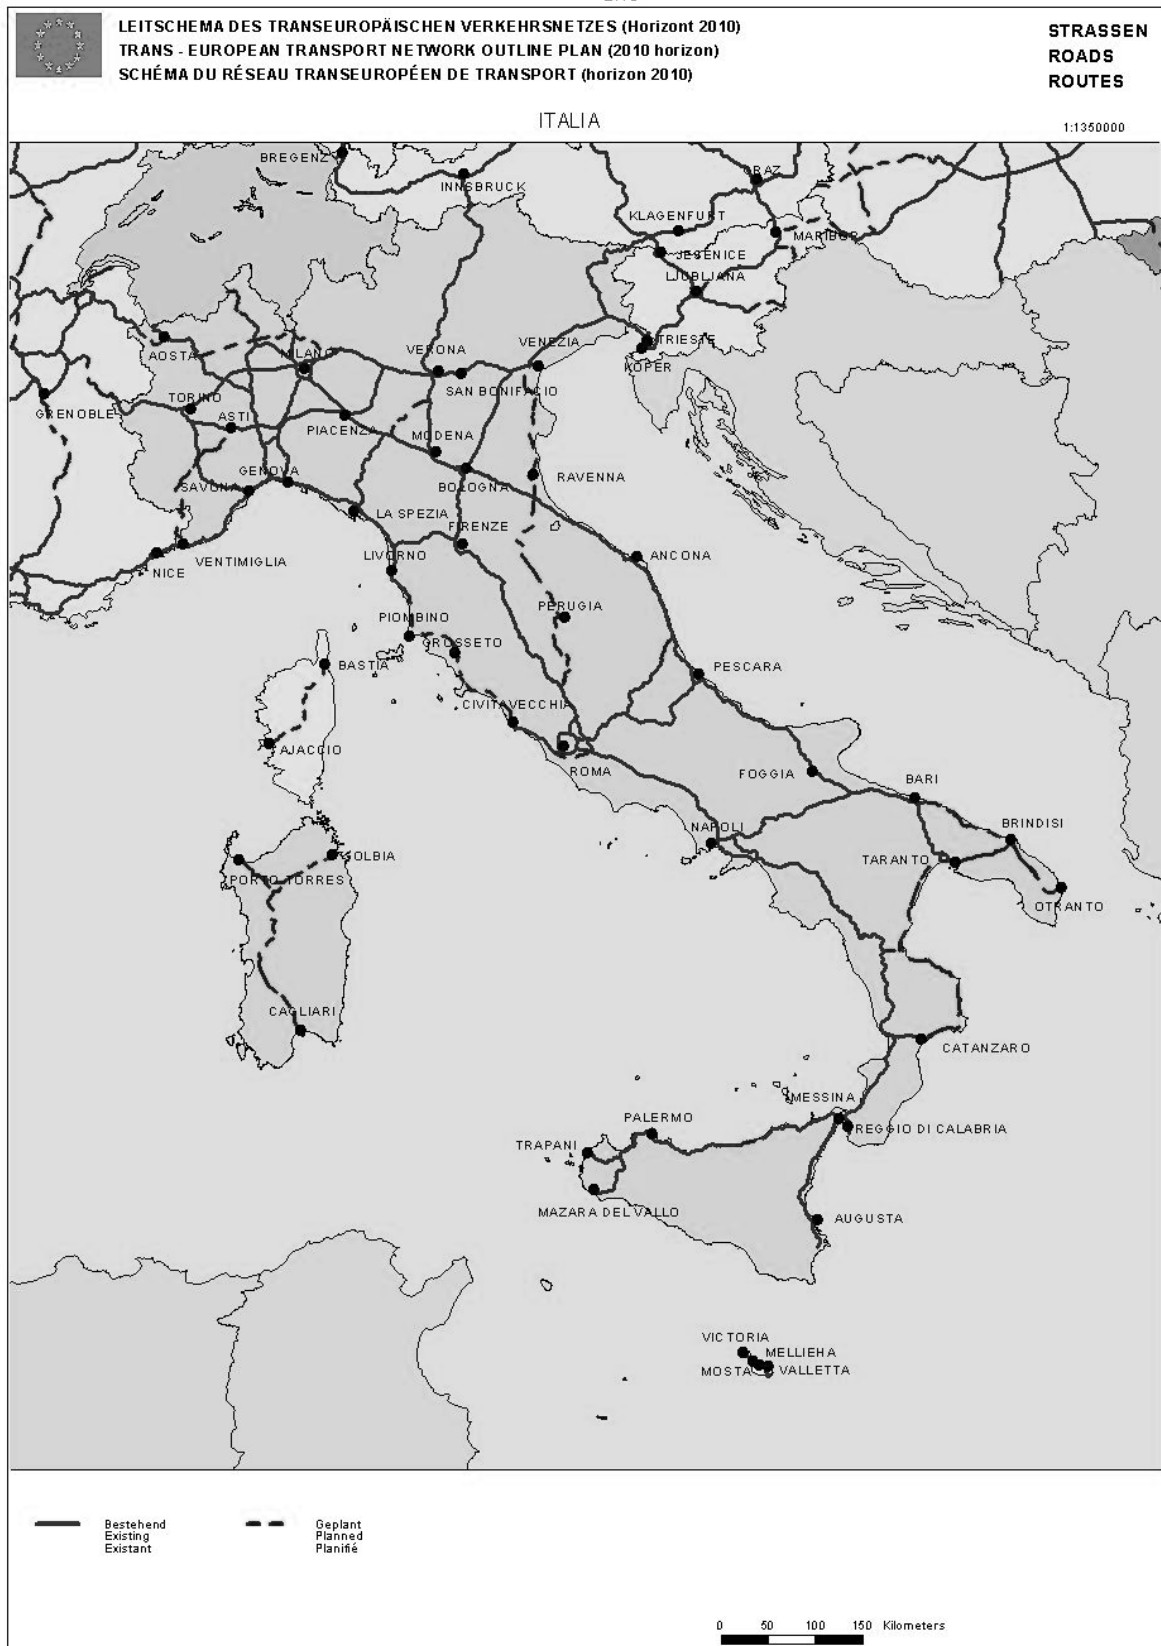 LEITSCHEMA DES TRANSEUROPÄISCHEN VERKEHRSNETZES (Horizont 2010)
TRANS - EUROPEAN TRANSPORT NETWORK OUTLINE PLAN (2010 horizon)
SCHÉMA DU RÉSEAU TRANSEUROPÉEN DE TRANSPORT (horizon 2010)
STRASSEN
ROADS
ROUTES
ITALIA
1:1350000
BREGENZ
INNSBRUCK
GRAZ
KLAGENFURT
MARIBOR
JESENICE
LJUBLJANA
TRIESTE
KOPER
AOSTA
MILANO
VERONA
VENEZIA
SAN BONIFACIO
GRENOBLE
TORINO
ASTI
PIACENZA
MODENA
GENOVA
SAVONA
BOLOGNA
RAVENNA
LA SPEZIA
FIRENZE
LIVORNO
VENTIMIGLIA
NICE
ANCONA
PIOMBINO
PERUGIA
GROSSETO
BASTIA
PESCARA
CIVITAVECCHIA
AJACCIO
ROMA
FOGGIA
BARI
NAPOLI
BRINDISI
OLBIA
TARANTO
PORTO TORRES
OTRANTO
CAGLIARI
CATANZARO
MESSINA
PALERMO
REGGIO DI CALABRIA
TRAPANI
MAZARA DEL VALLO
AUGUSTA
VICTORIA
MELLIEHA
MOSTA
VALLETTA
Bestehend
Existing
Existant
Geplant
Planned
Planifié
0 50 100 150 Kilometers